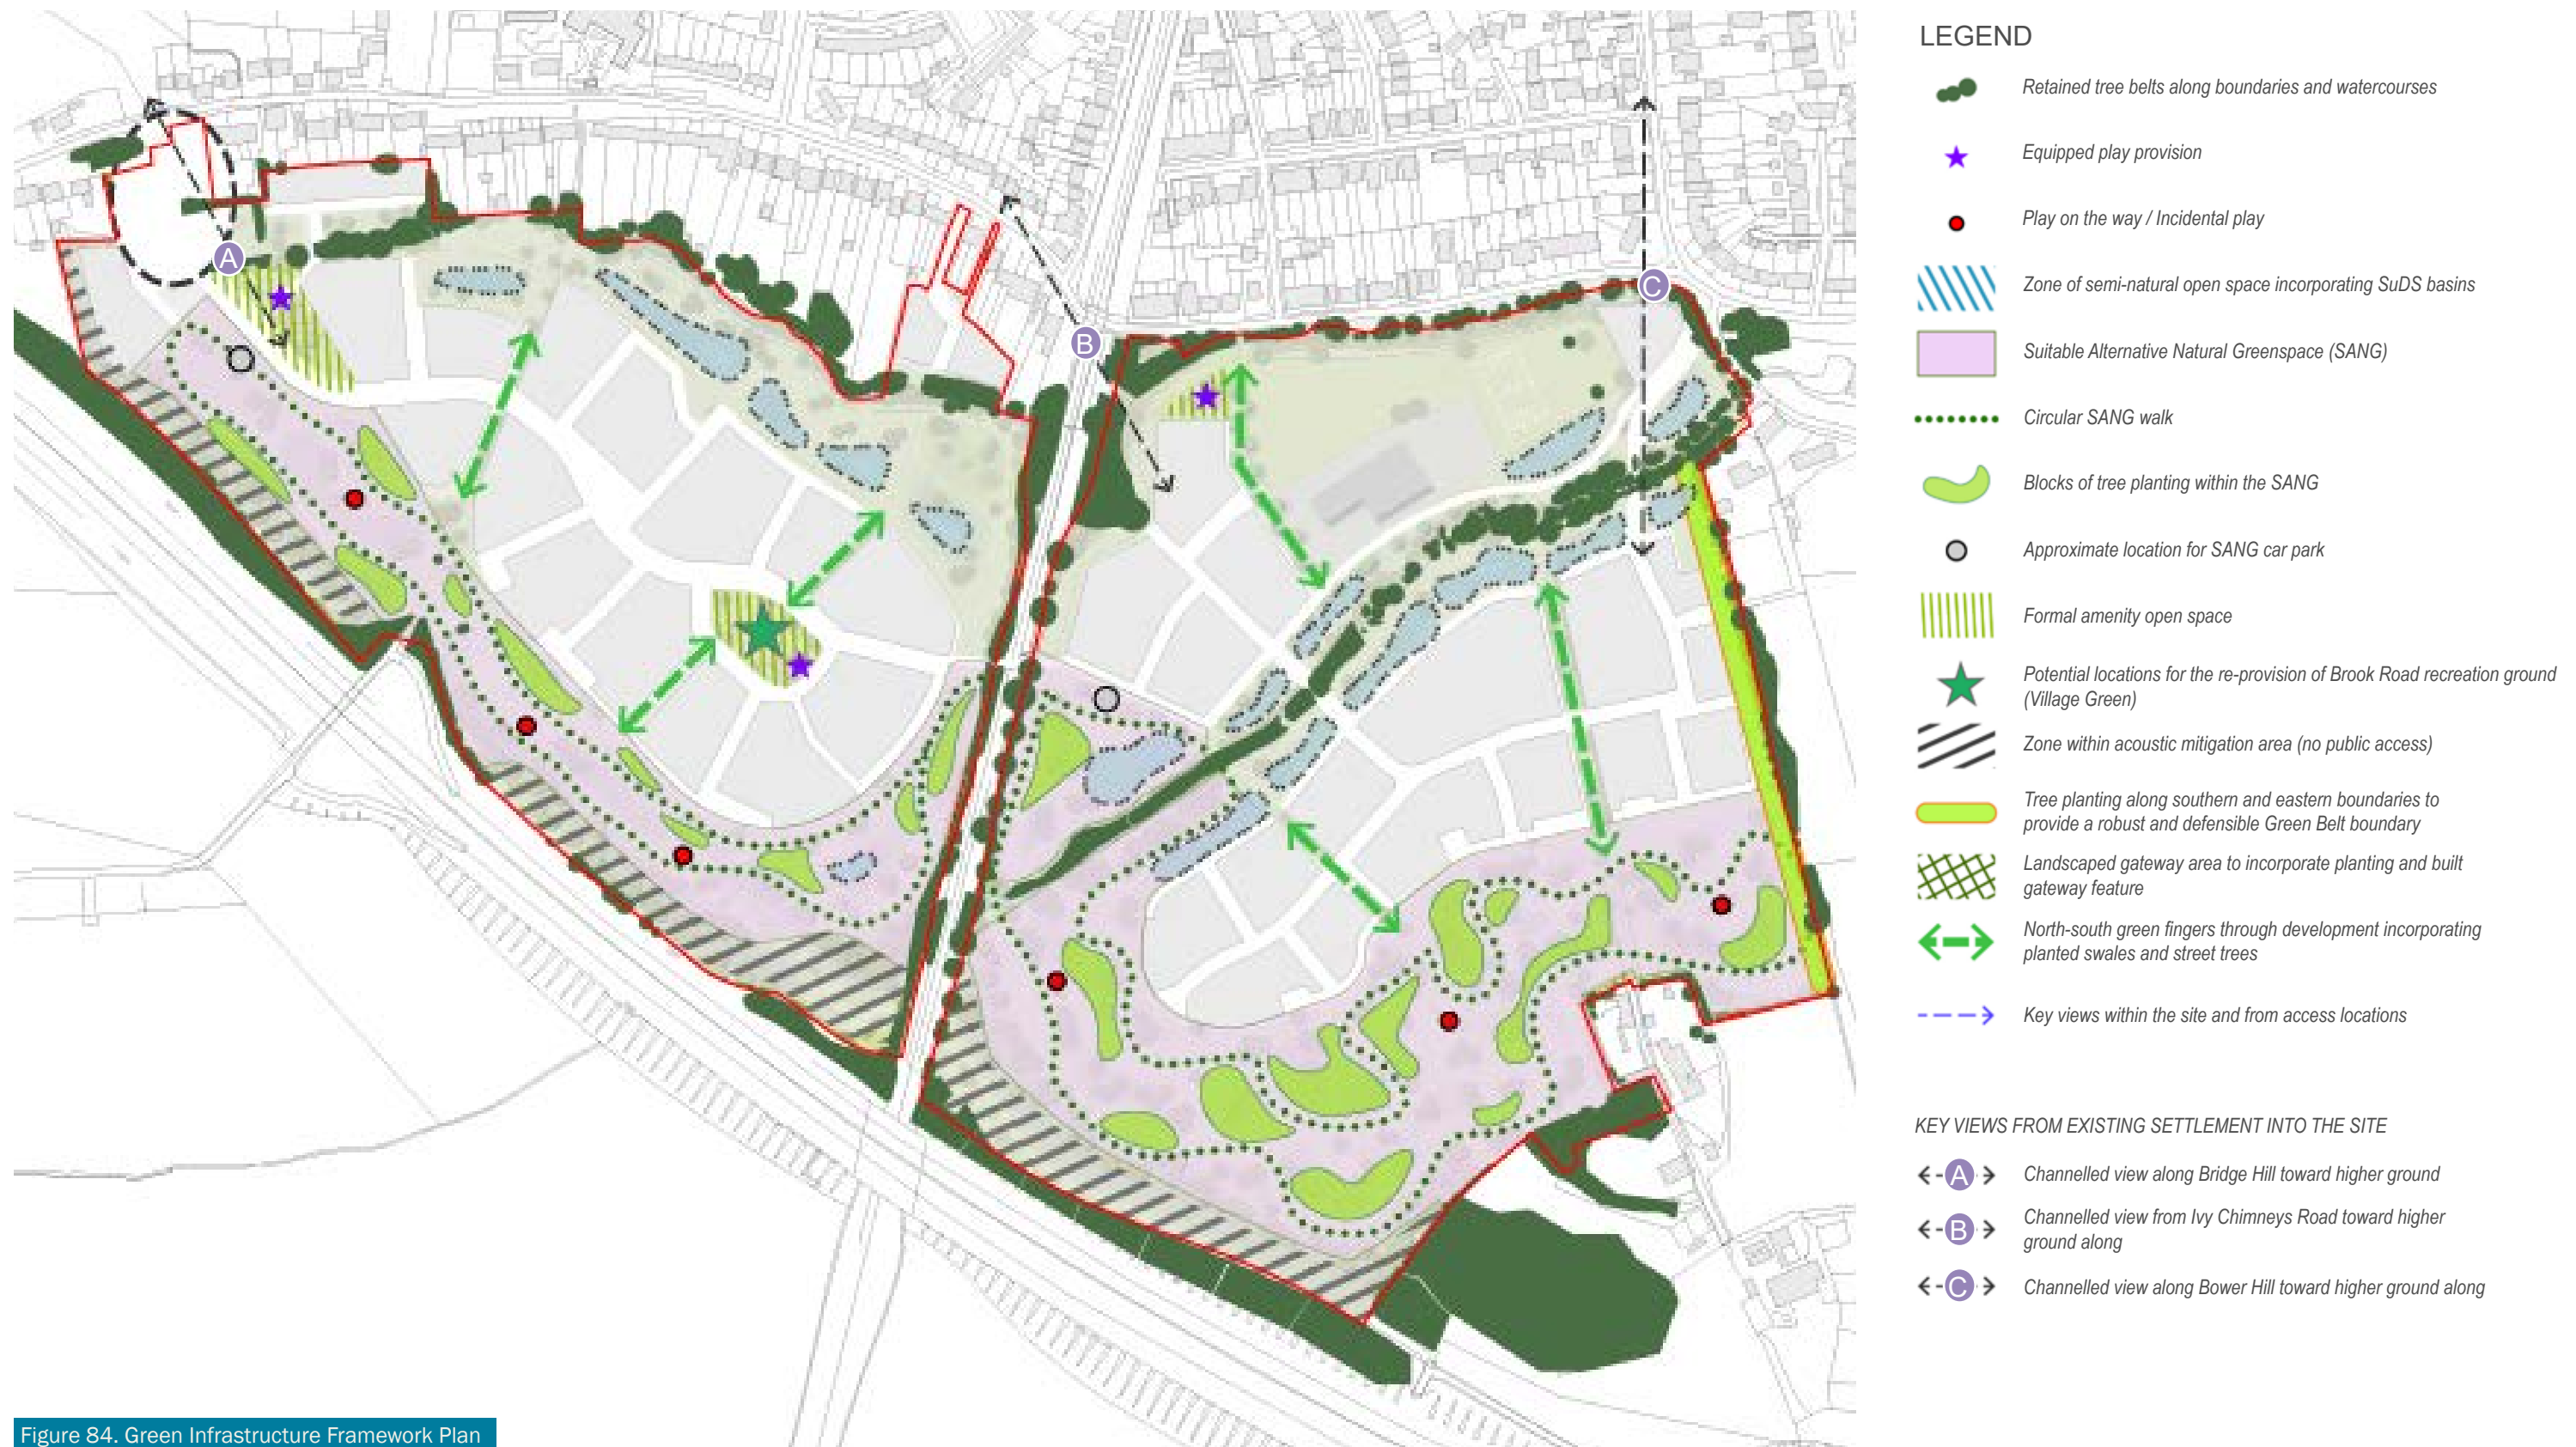 LEGEND
Retained tree belts along boundaries and watercourses
Equipped play provision
Play on the way / Incidental play
Zone of semi-natural open space incorporating SuDS basins
Suitable Alternative Natural Greenspace (SANG)
Circular SANG walk
Blocks of tree planting within the SANG
Approximate location for SANG car park
Formal amenity open space
Potential locations for the re-provision of Brook Road recreation ground
(Village Green)
Zone within acoustic mitigation area (no public access)
Tree planting along southern and eastern boundaries to
provide a robust and defensible Green Belt boundary
Landscaped gateway area to incorporate planting and built
gateway feature
North-south green fingers through development incorporating
planted swales and street trees
Key views within the site and from access locations
KEY VIEWS FROM EXISTING SETTLEMENT INTO THE SITE
A Channelled view along Bridge Hill toward higher ground
B Channelled view from Ivy Chimneys Road toward higher
ground along
C Channelled view along Bower Hill toward higher ground along
A
B
C
Figure 84. Green Infrastructure Framework Plan